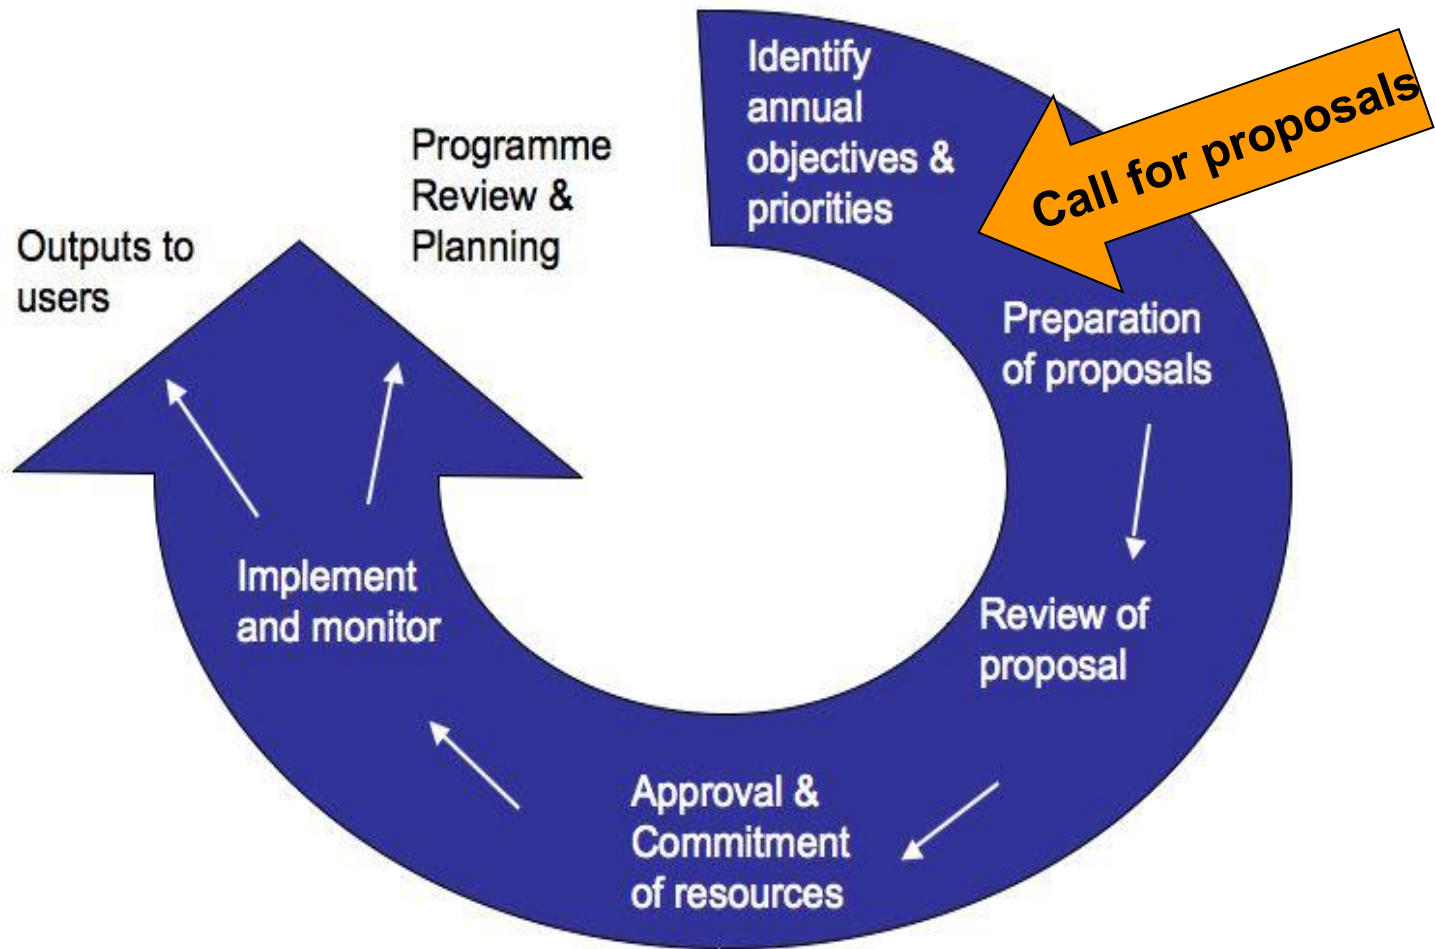 Identify
annual
objectives &
priorities
Call for proposals
Preparation
of proposals
Review of
proposal
Approval &
Commitment
of resources
Implement
and monitor
Outputs to
users
Programme
Review &
Planning